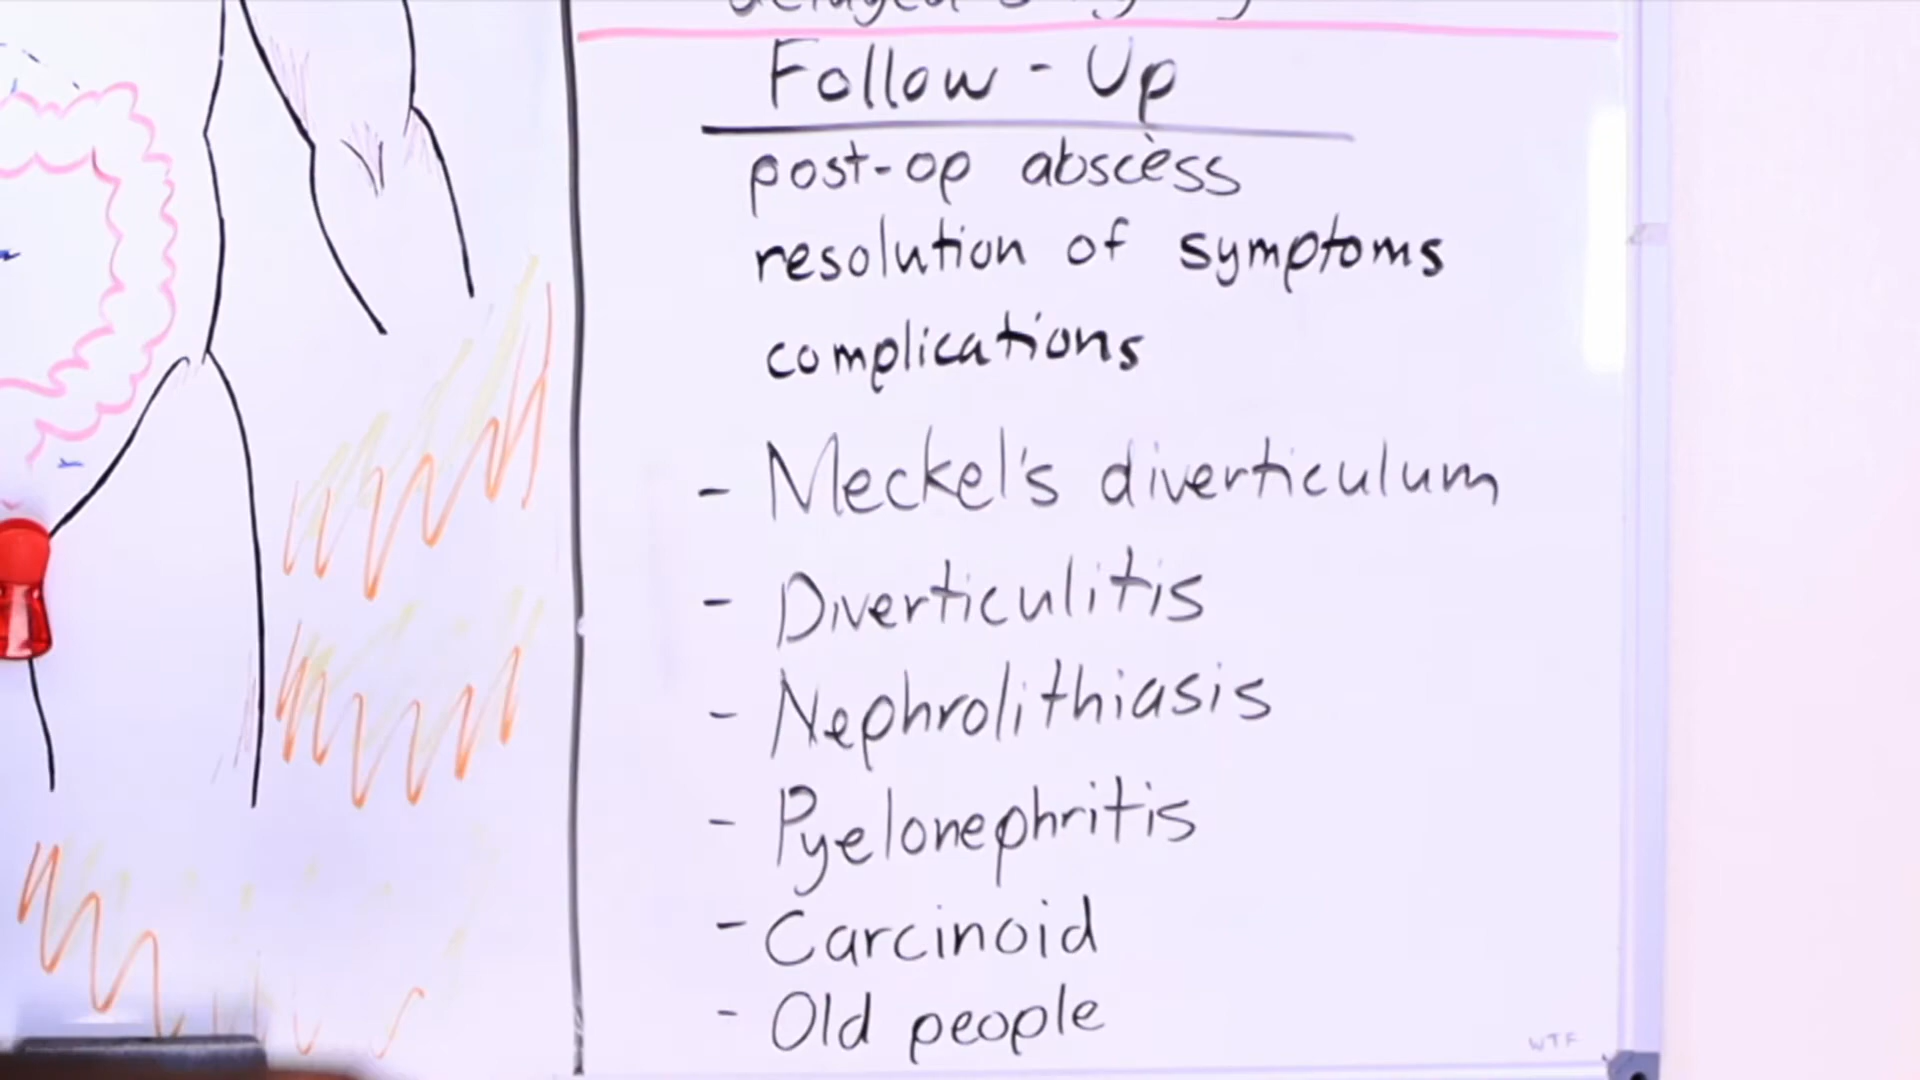 Follow - Up
post-op abscess
resolution of symptoms
complications
- Meckel's diverticulum
- Diverticulitis
- Nephrolithiasis
- Pyelonephritis
- Carcinoid
- Old people
WTF